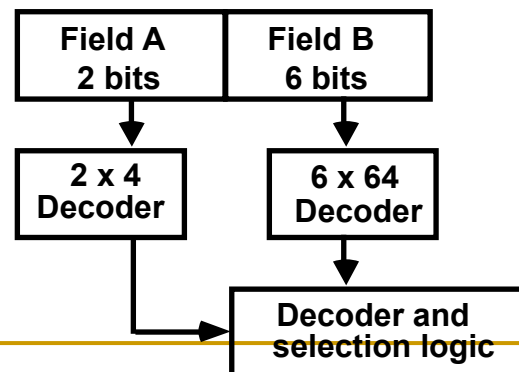 Field A
2 bits
Field B
6 bits
2 x 4
Decoder
6 x 64
Decoder
Decoder and
selection logic